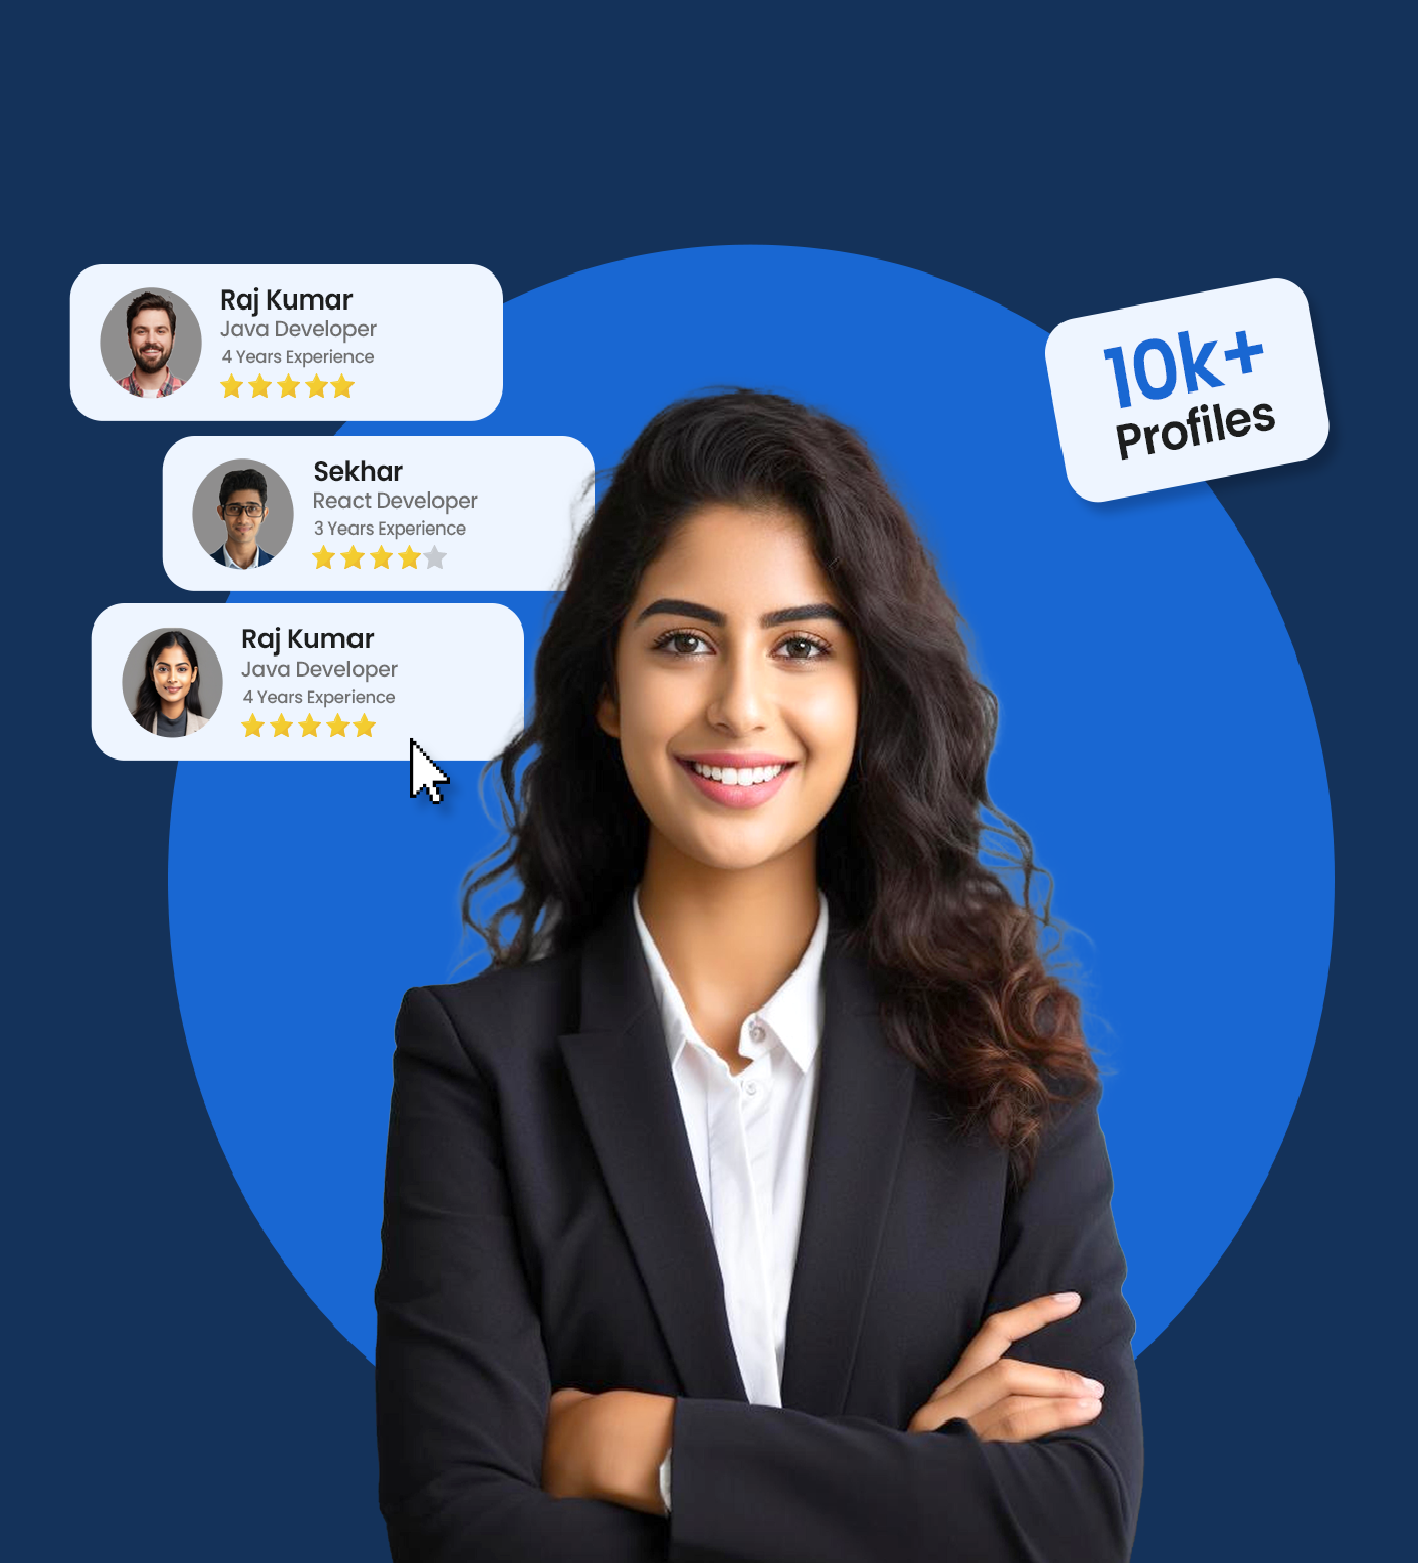 Raj Kumar
Java Developer
4 Years Experience
Sekhar
React Developer
3 Years Experience
Raj Kumar
Java Developer
4 Years Experience
10k+
Profiles